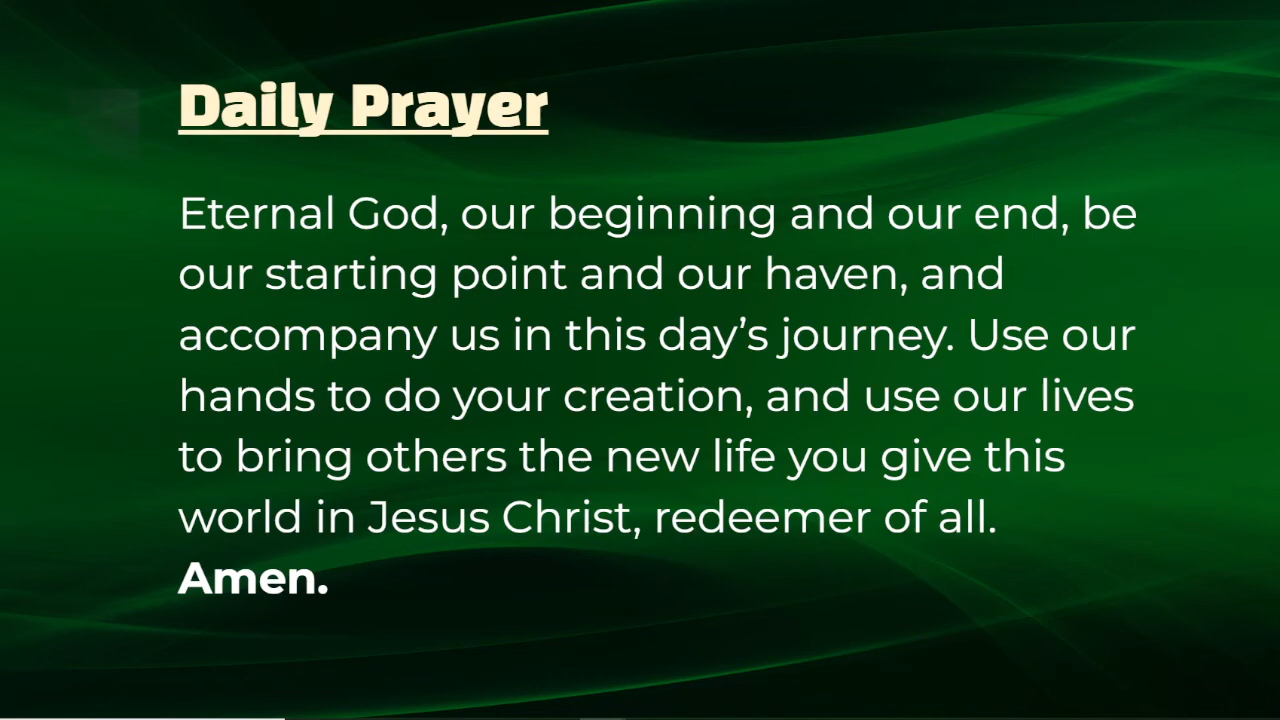 Daily Prayer
Eternal God, our beginning and our end, be
our starting point and our haven, and
accompany us in this day’s journey. Use our
hands to do your creation, and use our lives
to bring others the new life you give this
world in Jesus Christ, redeemer of all.
Amen.